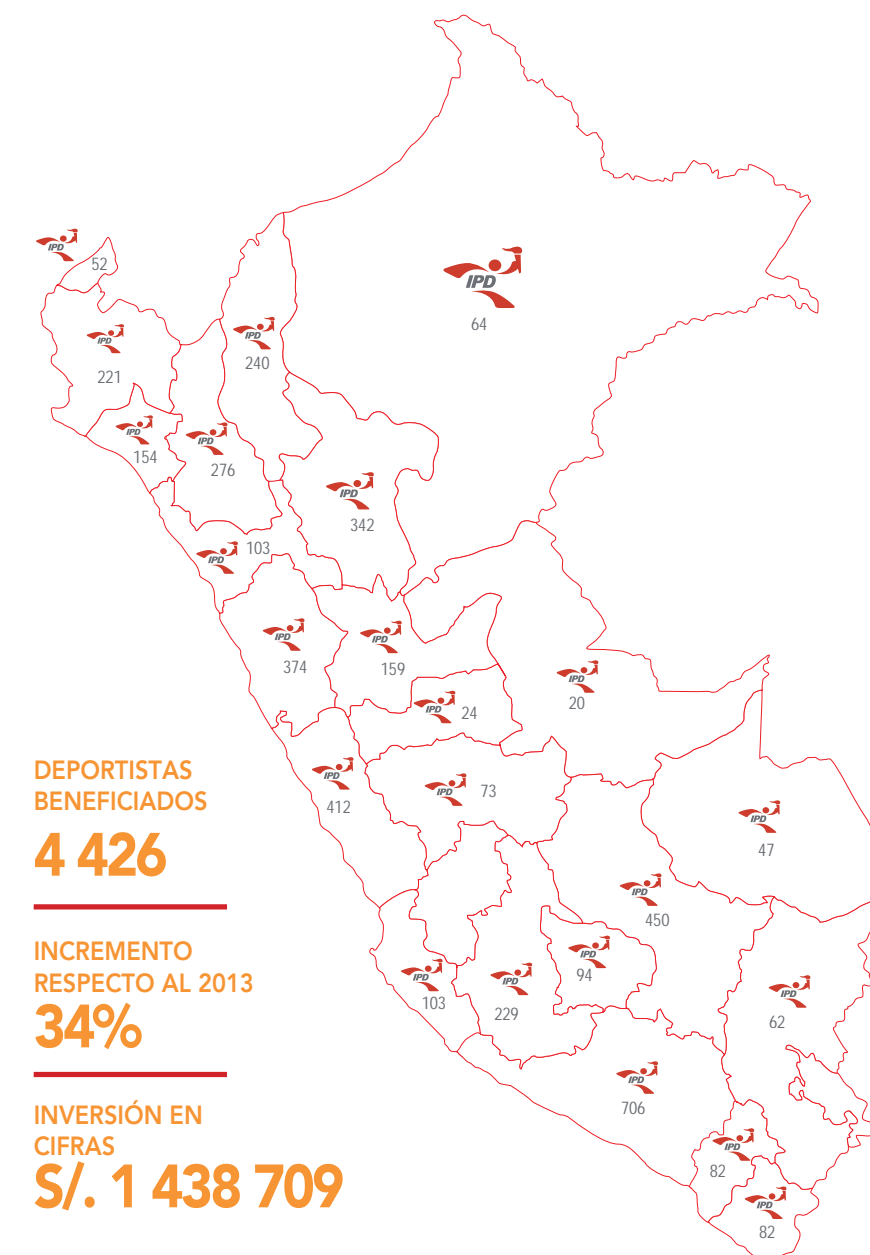 IPD
52
IPD
64
IPD
221
IPD
240
IPD
154
IPD
276
IPD
342
IPD
103
IPD
374
IPD
159
IPD
20
IPD
24
IPD
412
IPD
73
IPD
47
IPD
450
IPD
94
IPD
103
IPD
229
IPD
62
IPD
706
IPD
82
IPD
82
DEPORTISTAS
BENEFICIADOS
4 426
INCREMENTO
RESPECTO AL 2013
34%
INVERSIÓN EN
CIFRAS
S/. 1 438 709